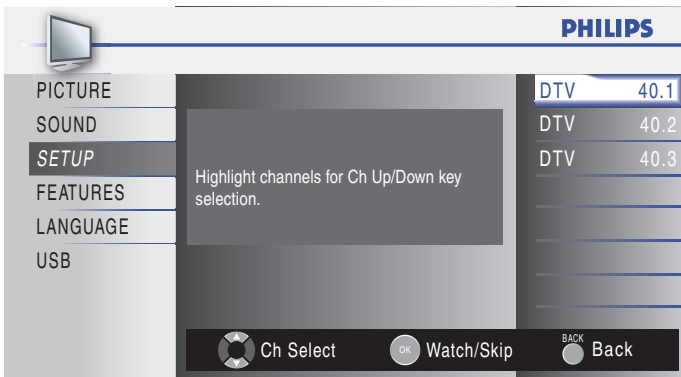 PHILIPS
PICTURE
SOUND
SETUP
FEATURES
LANGUAGE
USB
Highlight channels for Ch Up/Down key
selection.
DTV 40.1
DTV 40.2
DTV 40.3
Ch Select
OK Watch/Skip
BACK Back